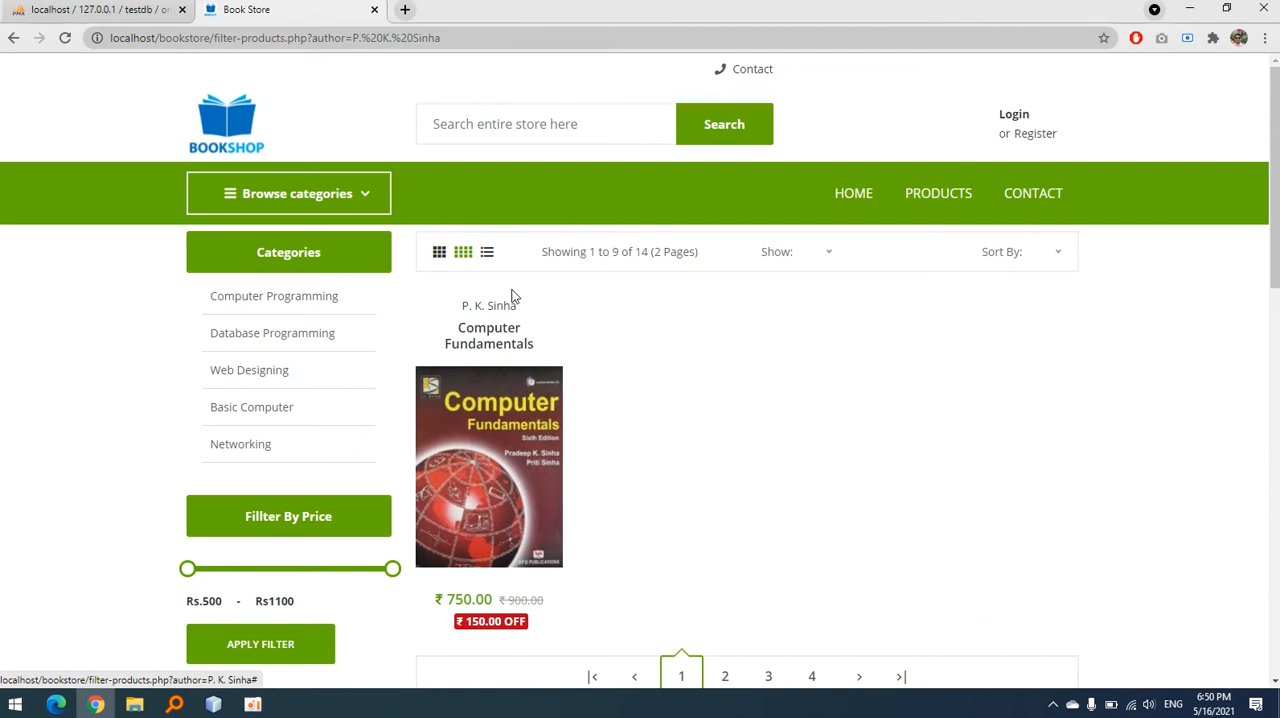 localhost / 127.0.0.1 / testdb / or
Book Store
localhost/bookstore/filter-products.php?author=P.%20K.%20Sinha
Contact
BOOKSHOP
Search entire store here
Search
Login
or Register
Browse categories
HOME
PRODUCTS
CONTACT
Categories
Showing 1 to 9 of 14 (2 Pages)
Show:
Sort By:
Computer Programming
Database Programming
Web Designing
Basic Computer
Networking
P. K. Sinha
Computer
Fundamentals
Computer
Fundamentals
Sixth Edition
Pradeep K. Sinha
Priti Sinha
BPB PUBLICATIONS
Fillter By Price
Rs.500 - Rs1100
APPLY FILTER
₹ 750.00 ₹ 900.00
₹ 150.00 OFF
|< < 1 2 3 4 > >|
localhost/bookstore/filter-products.php?author=P. K. Sinha#
ENG
6:50 PM
5/16/2021